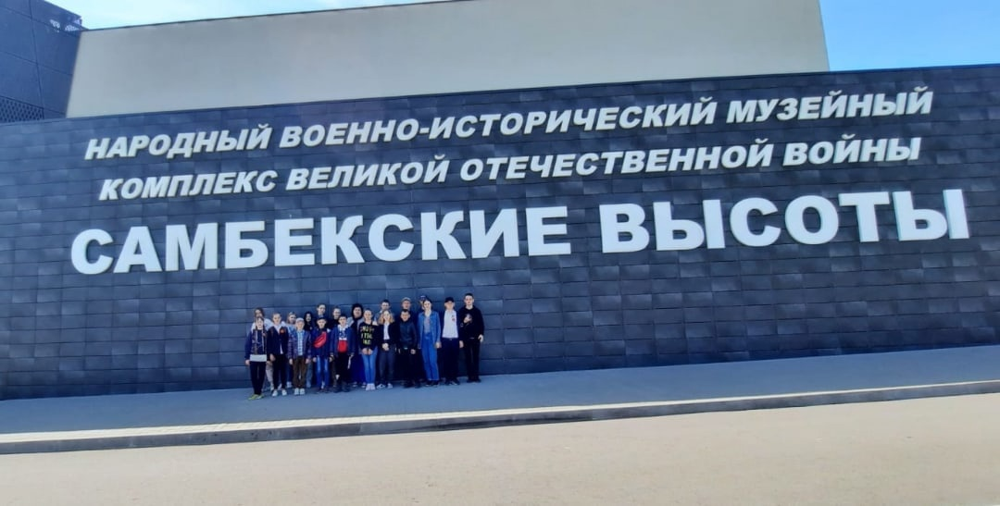 НАРОДНЫЙ ВОЕННО-ИСТОРИЧЕСКИЙ МУЗЕЙНЫЙ
КОМПЛЕКС ВЕЛИКОЙ ОТЕЧЕСТВЕННОЙ ВОЙНЫ
САМБЕКСКИЕ ВЫСОТЫ